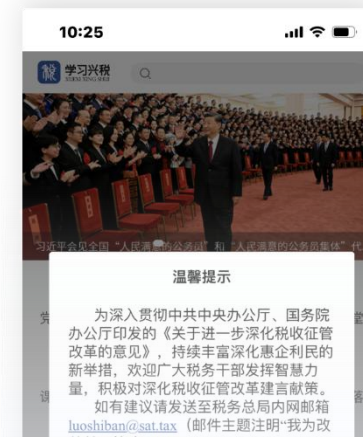 10:25
学习兴税
习近平会见全国“人民满意的公务员”和“人民满意的公务员集体”代
温馨提示
为深入贯彻中共中央办公厅、国务院
办公厅印发的《关于进一步深化税收征管
改革的意见》，持续丰富深化惠企利民的
新举措，欢迎广大税务干部发挥智慧力
量，积极对深化税收征管改革建言献策。
如有建议请发送至税务总局内网邮箱
luoshiban@sat.tax（邮件主题注明“我为改